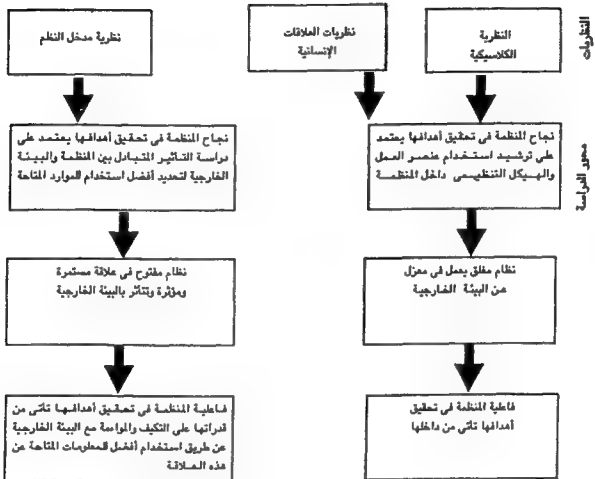 النظريات
النظرية
الكلاسيكية
نظريات العلاقات
الإنسانية
نظرية مدخل النظم
محور الدراسة
نجاح المنظمة فى تحقيق أهدافها يعتمد
على ترشيد استخدام عنصر العمل
والهيكل التنظيمى داخل المنظمة
نجاح المنظمة فى تحقيق أهدافها يعتمد على
دراسة التأثير المتبادل بين المنظمة والبيئة
الخارجية لتحديد أفضل استخدام للموارد المتاحة
نظام مغلق يعمل فى معزل
عن البيئة الخارجية
نظام مفتوح فى علاقة مستمرة
ومؤثرة وتتأثر بالبيئة الخارجية
فاعلية المنظمة فى تحقيق
أهدافها تأتى من داخلها
فاعلية المنظمة فى تحقيق أهدافها تأتى من
قدراتها على التكيف والمواءمة مع البيئة الخارجية
عن طريق استخدام أفضل للمعلومات المتاحة عن
هذه العلاقة